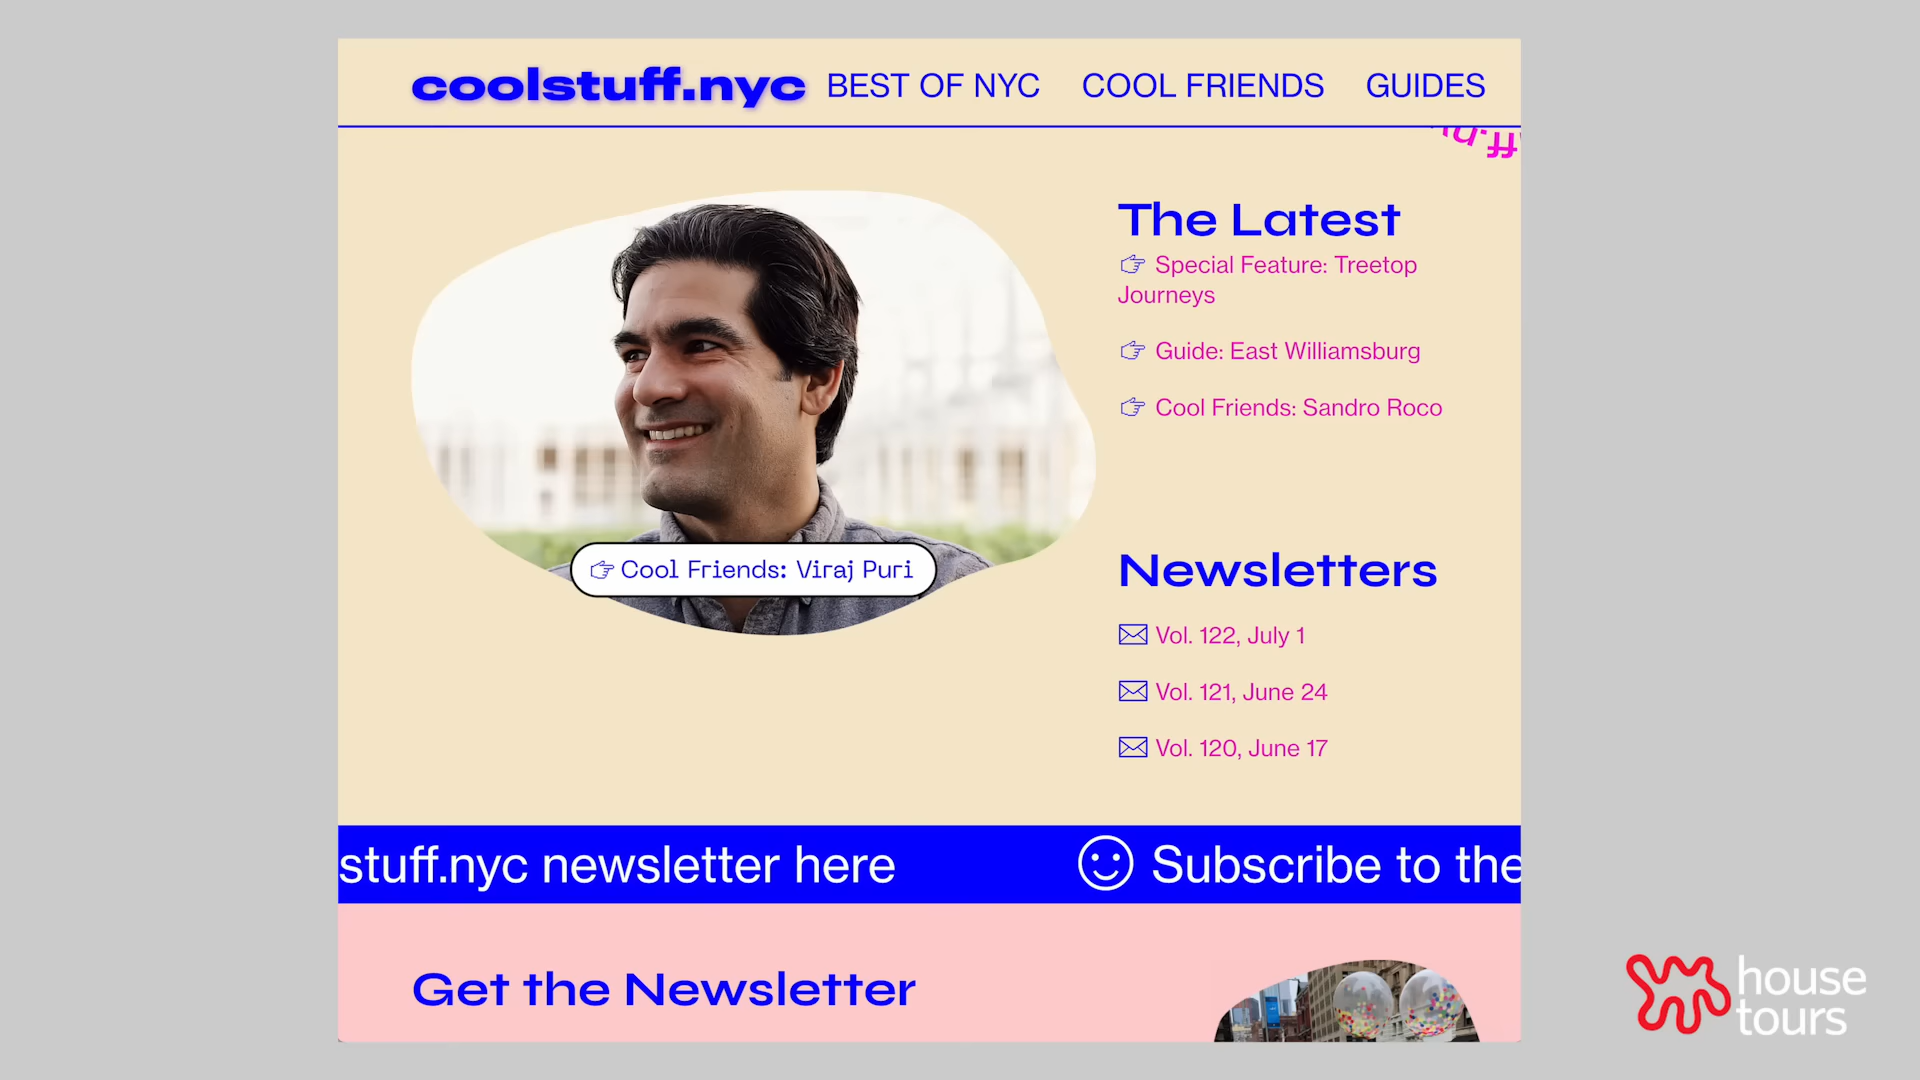 coolstuff.nyc BEST OF NYC COOL FRIENDS GUIDES
The Latest
☞ Special Feature: Treetop
Journeys
☞ Guide: East Williamsburg
☞ Cool Friends: Sandro Roco
☞ Cool Friends: Viraj Puri
Newsletters
Vol. 122, July 1
Vol. 121, June 24
Vol. 120, June 17
stuff.nyc newsletter here
Subscribe to the
Get the Newsletter
house
tours